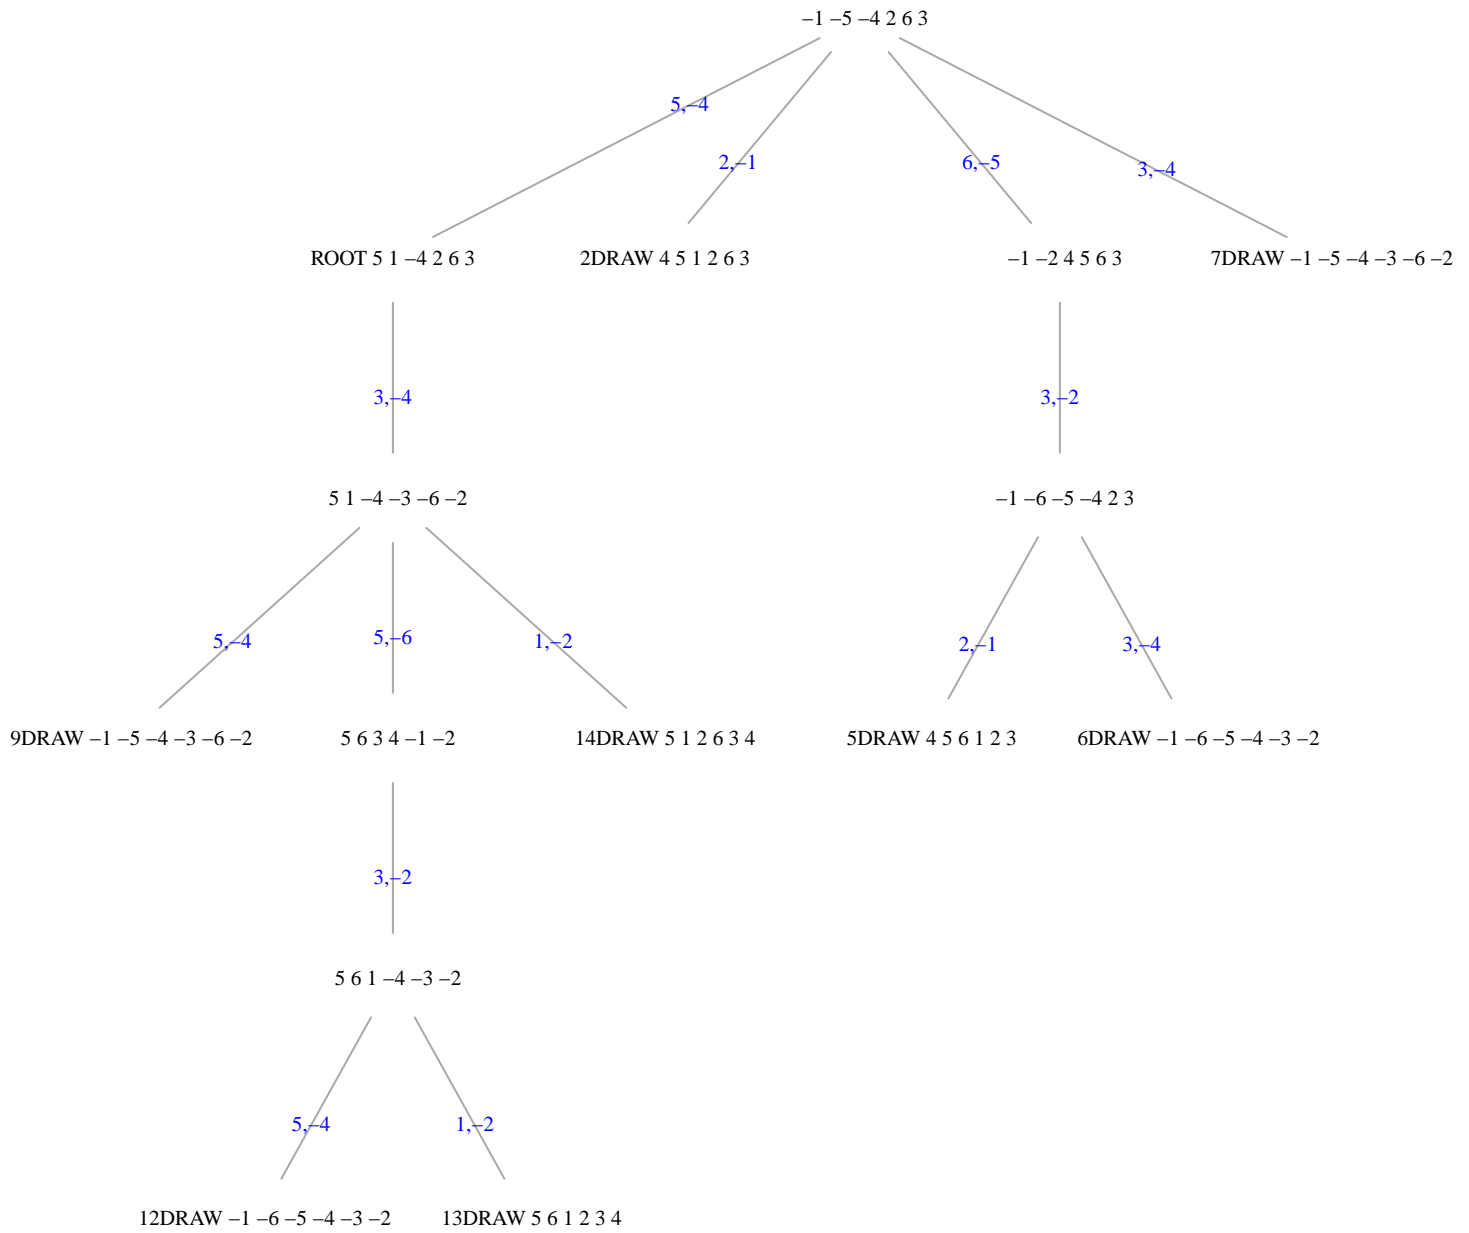 –1 –5 –4 2 6 3
5,–4
2,–1
6,–5
3,–4
ROOT 5 1 –4 2 6 3
2DRAW 4 5 1 2 6 3
–1 –2 4 5 6 3
7DRAW –1 –5 –4 –3 –6 –2
3,–4
3,–2
5 1 –4 –3 –6 –2
–1 –6 –5 –4 2 3
5,–4
5,–6
1,–2
2,–1
3,–4
9DRAW –1 –5 –4 –3 –6 –2
5 6 3 4 –1 –2
14DRAW 5 1 2 6 3 4
5DRAW 4 5 6 1 2 3
6DRAW –1 –6 –5 –4 –3 –2
3,–2
5 6 1 –4 –3 –2
5,–4
1,–2
12DRAW –1 –6 –5 –4 –3 –2
13DRAW 5 6 1 2 3 4